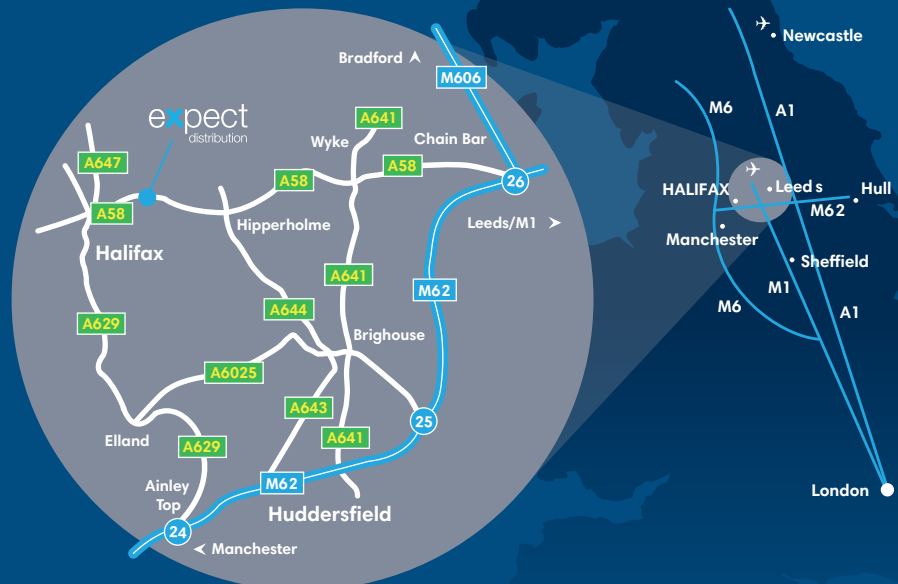 Bradford
M606
expect
distribution
A641
Wyke
Chain Bar
A647
A58
A58
26
A58
Hipperholme
Leeds/M1
Halifax
A641
M62
A644
A629
Brighouse
A6025
A643
25
Elland
A629
A641
Ainley
Top
M62
Huddersfield
24
Manchester
Newcastle
M6
A1
HALIFAX
Leeds
Hull
M62
Manchester
Sheffield
M1
M6
A1
London